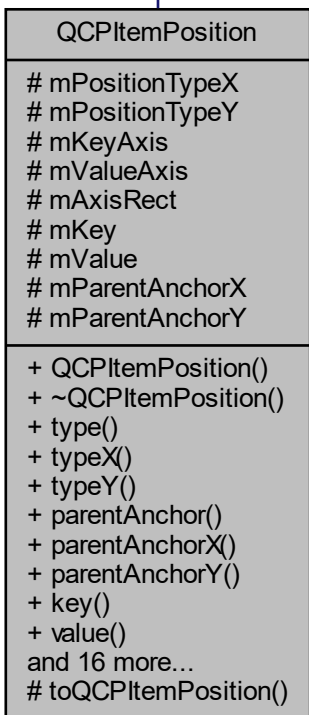 QCPItemPosition
# mPositionTypeX
# mPositionTypeY
# mKeyAxis
# mValueAxis
# mAxisRect
# mKey
# mValue
# mParentAnchorX
# mParentAnchorY
+ QCPItemPosition()
+ ~QCPItemPosition()
+ type()
+ typeX()
+ typeY()
+ parentAnchor()
+ parentAnchorX()
+ parentAnchorY()
+ key()
+ value()
and 16 more...
# toQCPItemPosition()